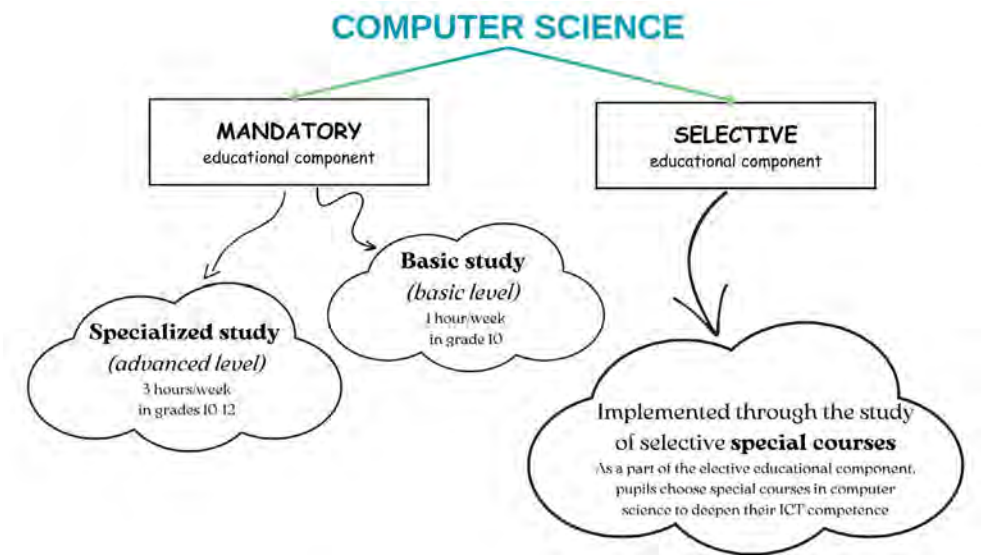 COMPUTER SCIENCE
MANDATORY
educational component
SELECTIVE
educational component
Basic study
(basic level)
1 hour/week
in grade 10
Specialized study
(advanced level)
3 hours/week
in grades 10-12
Implemented through the study
of selective special courses
As a part of the elective educational component,
pupils choose special courses in computer
science to deepen their ICT competence